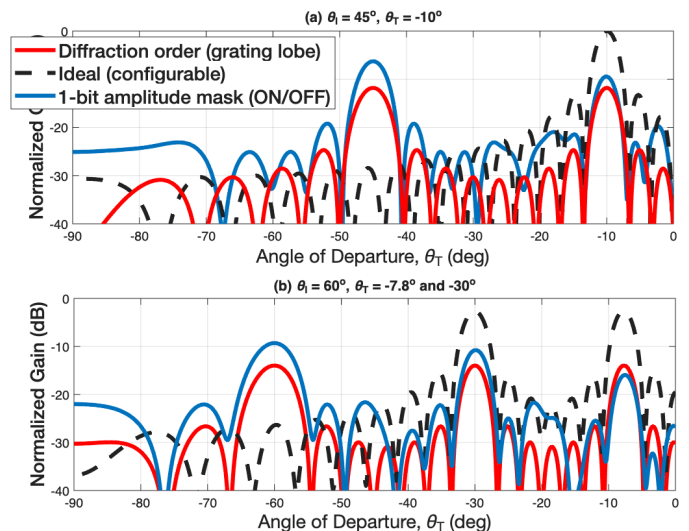 (a) θI = 45°, θT = -10°
Diffraction order (grating lobe)
Ideal (configurable)
1-bit amplitude mask (ON/OFF)
Normalized
-20
-30
-40
-90 -80 -70 -60 -50 -40 -30 -20 -10 0
Angle of Departure, θT (deg)
(b) θI = 60°, θT = -7.8° and -30°
Normalized Gain (dB)
0
-10
-20
-30
-40
-90 -80 -70 -60 -50 -40 -30 -20 -10 0
Angle of Departure, θT (deg)